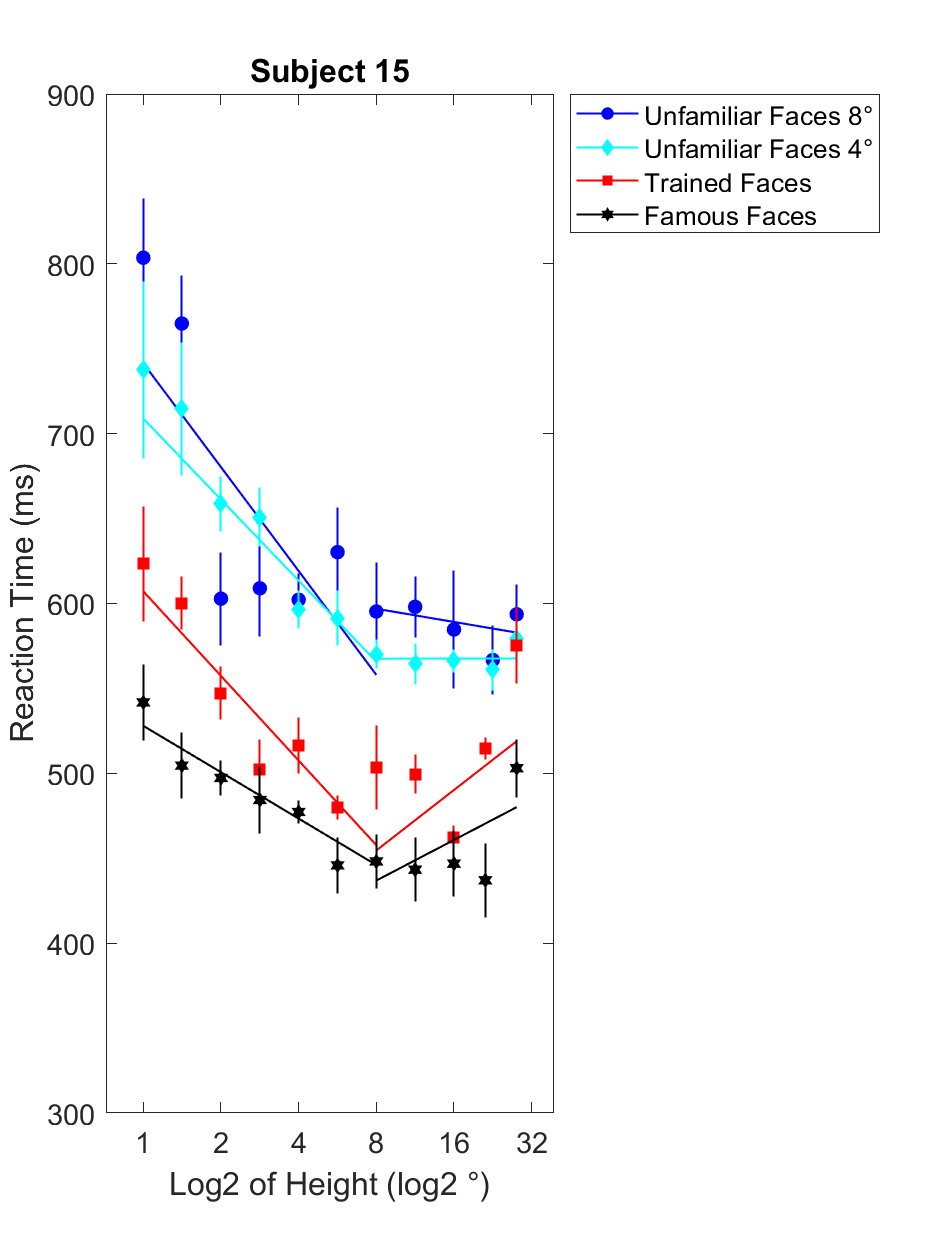 Subject 15
900
800
700
600
500
400
300
Reaction Time (ms)
1 2 4 8 16 32
Log2 of Height (log2 °)
Unfamiliar Faces 8°
Unfamiliar Faces 4°
Trained Faces
Famous Faces